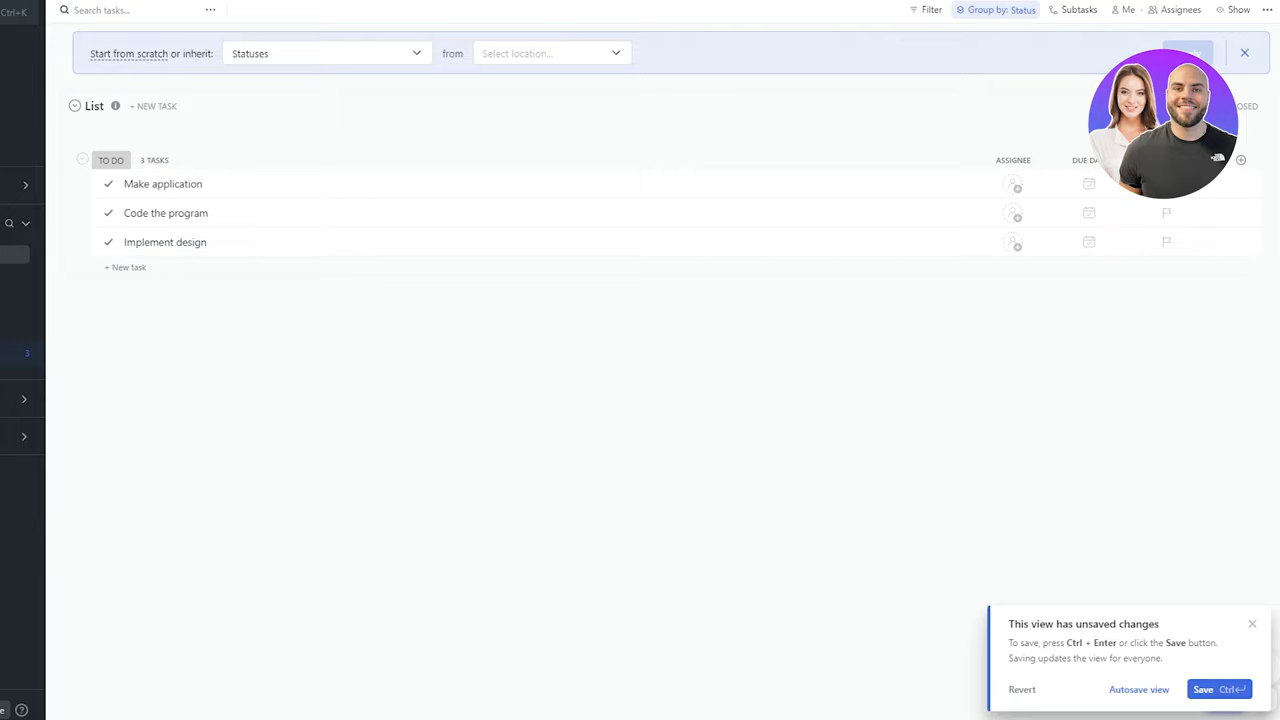 Ctrl+K
Search tasks...
Filter
Group by: Status
Subtasks
Me
Assignees
Show
Start from scratch or inherit:
Statuses
from
Select location...
List
+ NEW TASK
TO DO
3 TASKS
ASSIGNEE
Make application
Code the program
Implement design
+ New task
3
This view has unsaved changes
To save, press Ctrl + Enter or click the Save button.
Saving updates the view for everyone.
Revert
Autosave view
Save Ctrl